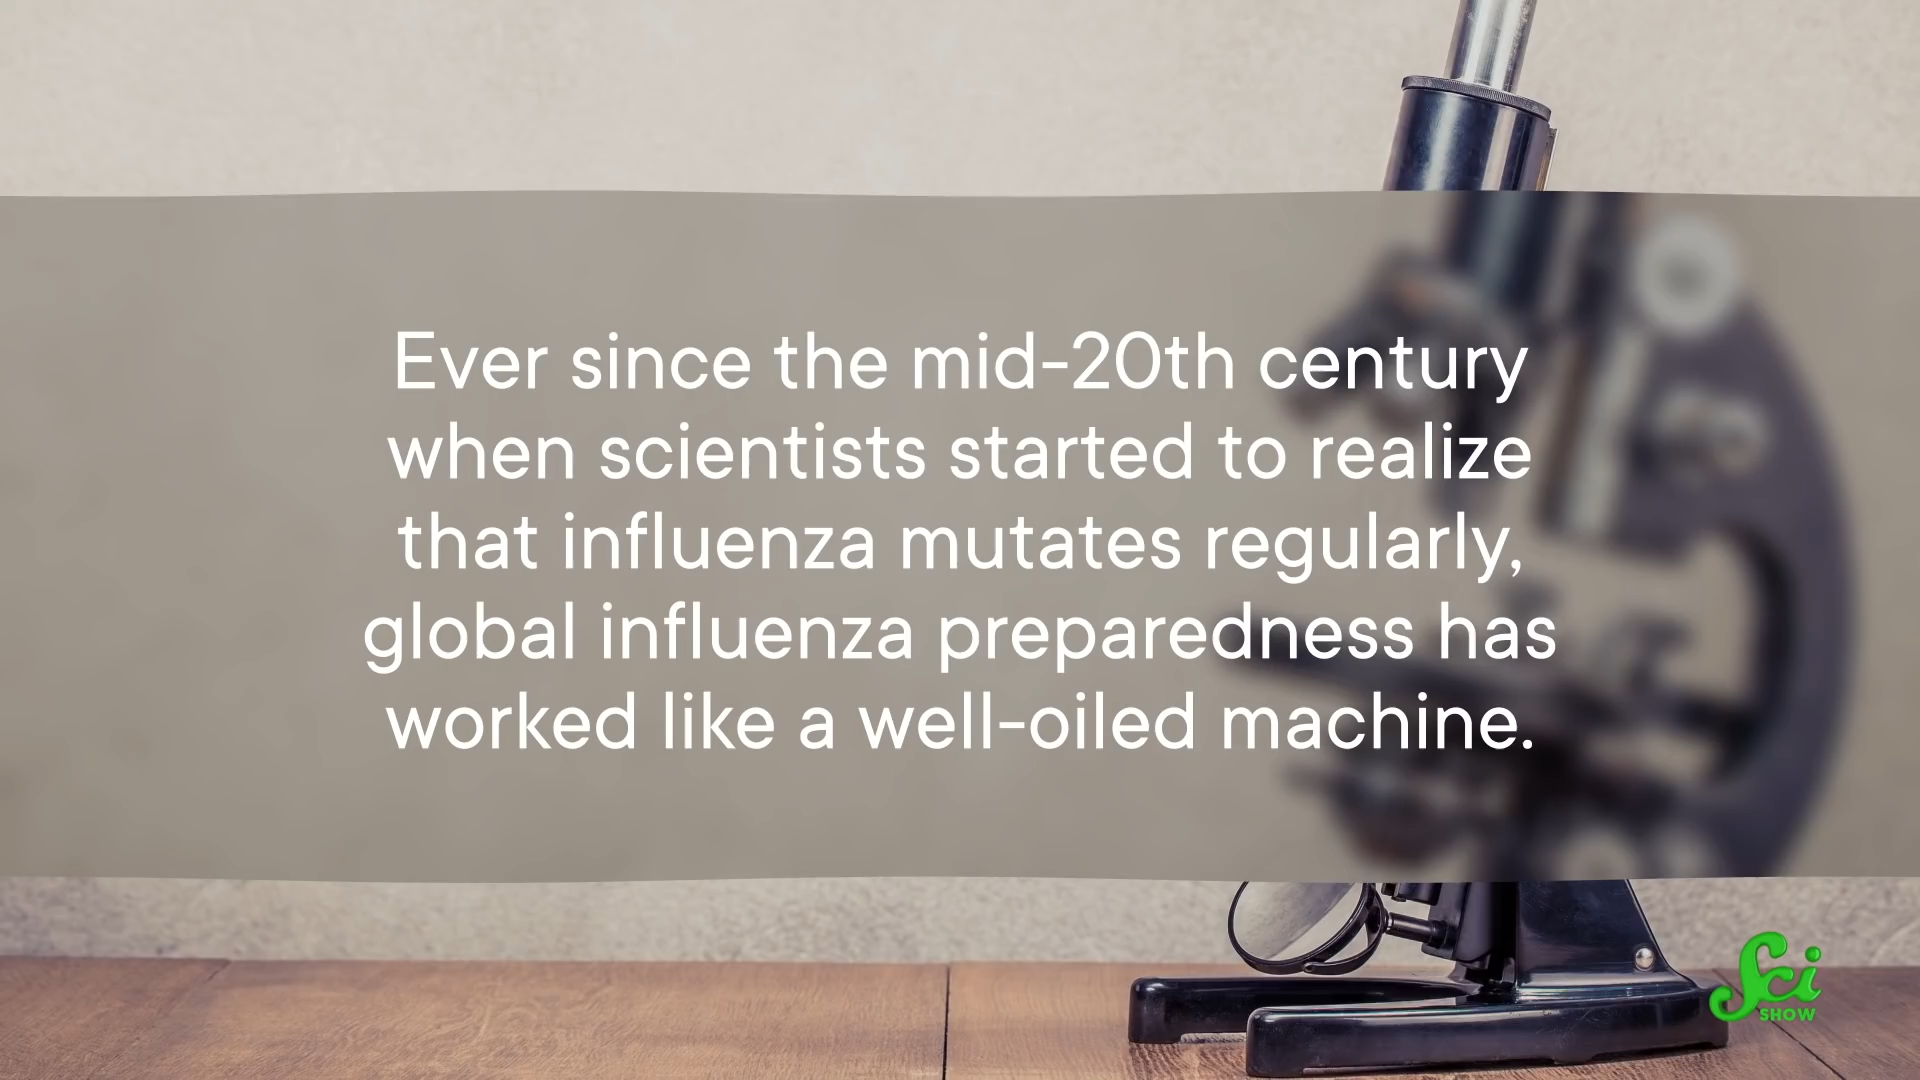 Ever since the mid-20th century
when scientists started to realize
that influenza mutates regularly,
global influenza preparedness has
worked like a well-oiled machine.
Sci
SHOW